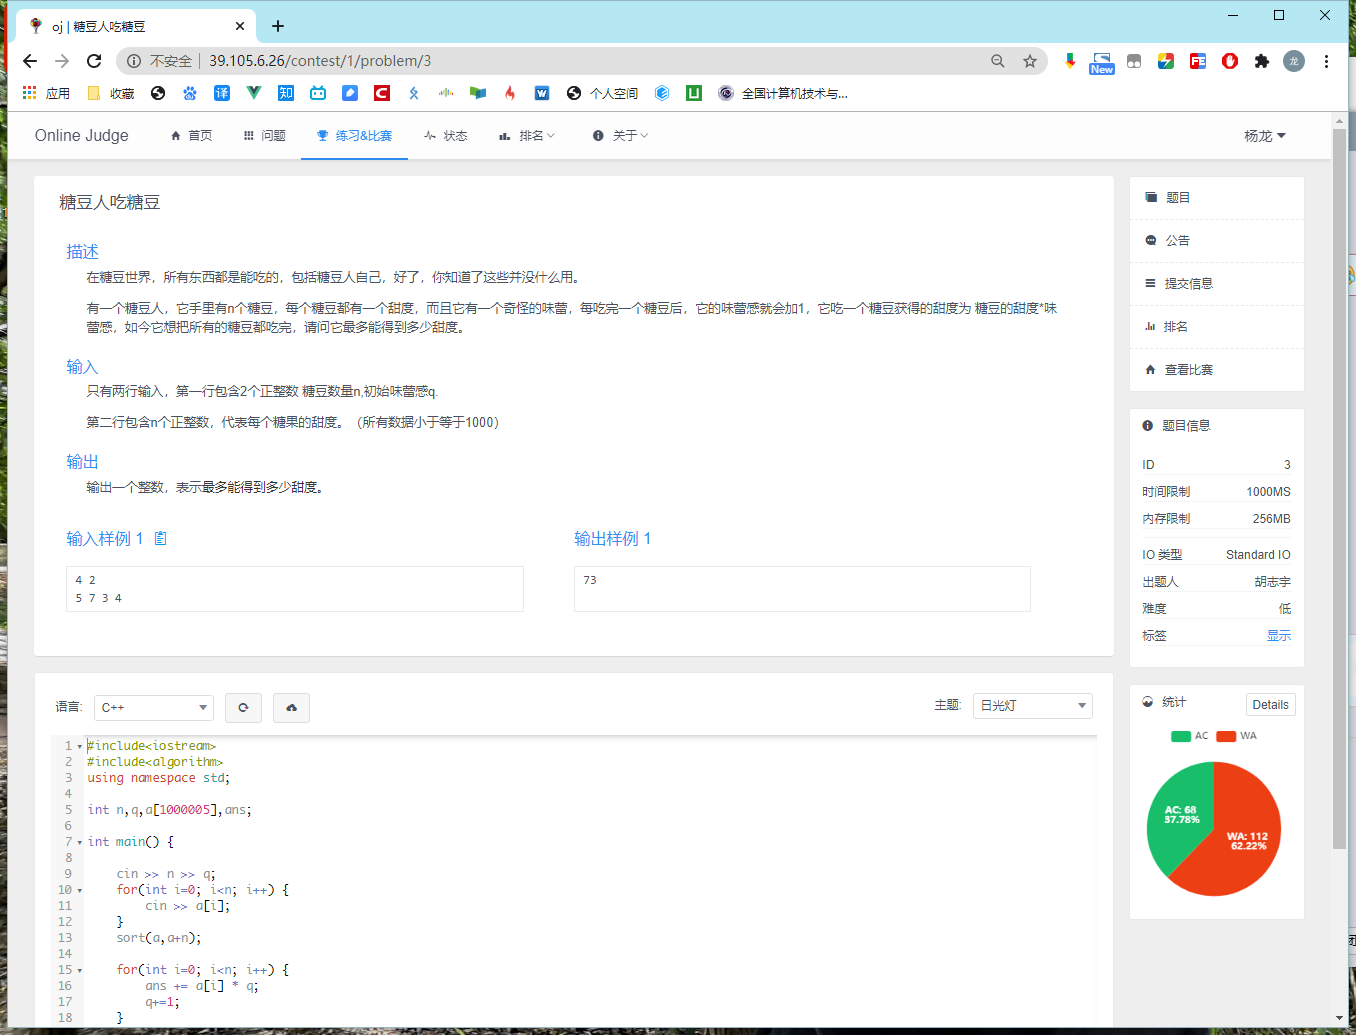 oj | 糖豆人吃糖豆
不安全 39.105.6.26/contest/1/problem/3
New
龙
应用 收藏 译 知 个人空间 全国计算机技术与...
Online Judge 首页 问题 练习&比赛 状态 排名 关于 杨龙
糖豆人吃糖豆
描述
在糖豆世界，所有东西都是能吃的，包括糖豆人自己，好了，你知道了这些并没什么用。
有一个糖豆人，它手里有n个糖豆，每个糖豆都有一个甜度，而且它有一个奇怪的味蕾，每吃完一个糖豆后，它的味蕾感就会加1，它吃一个糖豆获得的甜度为 糖豆的甜度*味
蕾感，如今它想把所有的糖豆都吃完，请问它最多能得到多少甜度。
输入
只有两行输入，第一行包含2个正整数 糖豆数量n,初始味蕾感q.
第二行包含n个正整数，代表每个糖果的甜度。（所有数据小于等于1000）
输出
输出一个整数，表示最多能得到多少甜度。
输入样例 1
4 2
5 7 3 4
输出样例 1
73
语言: C++
主题: 日光灯
1 #include<iostream>
2 #include<algorithm>
3 using namespace std;
4
5 int n,q,a[1000005],ans;
6
7 int main() {
8
9 cin >> n >> q;
10 for(int i=0; i<n; i++) {
11 cin >> a[i];
12 }
13 sort(a,a+n);
14
15 for(int i=0; i<n; i++) {
16 ans += a[i] * q;
17 q+=1;
18 }
题目
公告
提交信息
排名
查看比赛
题目信息
ID 3
时间限制 1000MS
内存限制 256MB
IO 类型 Standard IO
出题人 胡志宇
难度 低
标签 显示
统计 Details
AC WA
AC: 68
37.78%
WA: 112
62.22%